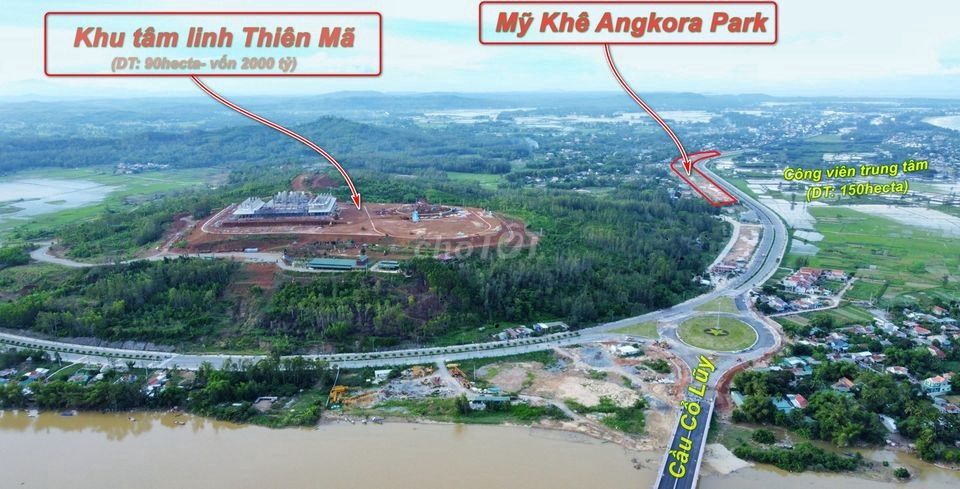 Khu tâm linh Thiên Mã
(DT: 90hecta- vốn 2000 tỷ)
Mỹ Khê Angkora Park
Công viên trung tâm
(DT: 150hecta)
chợTỐT
Cầu Cổ Lũy